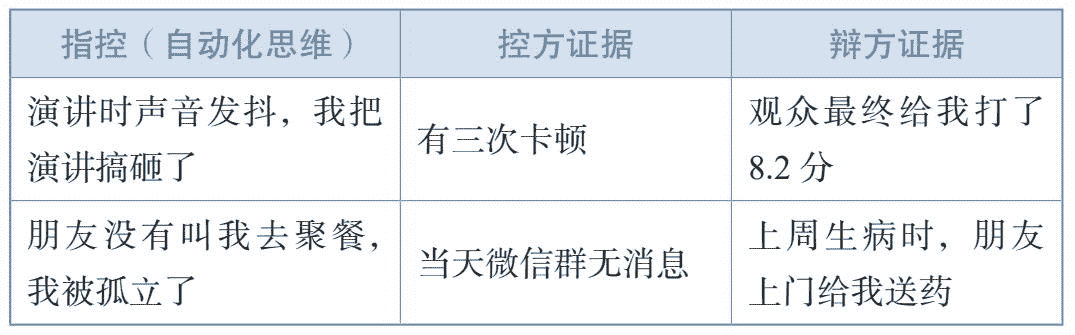 指控（自动化思维） 控方证据 辩方证据
演讲时声音发抖，我把
演讲搞砸了
有三次卡顿
观众最终给我打了
8.2 分
朋友没有叫我去聚餐，
我被孤立了
当天微信群无消息
上周生病时，朋友
上门给我送药